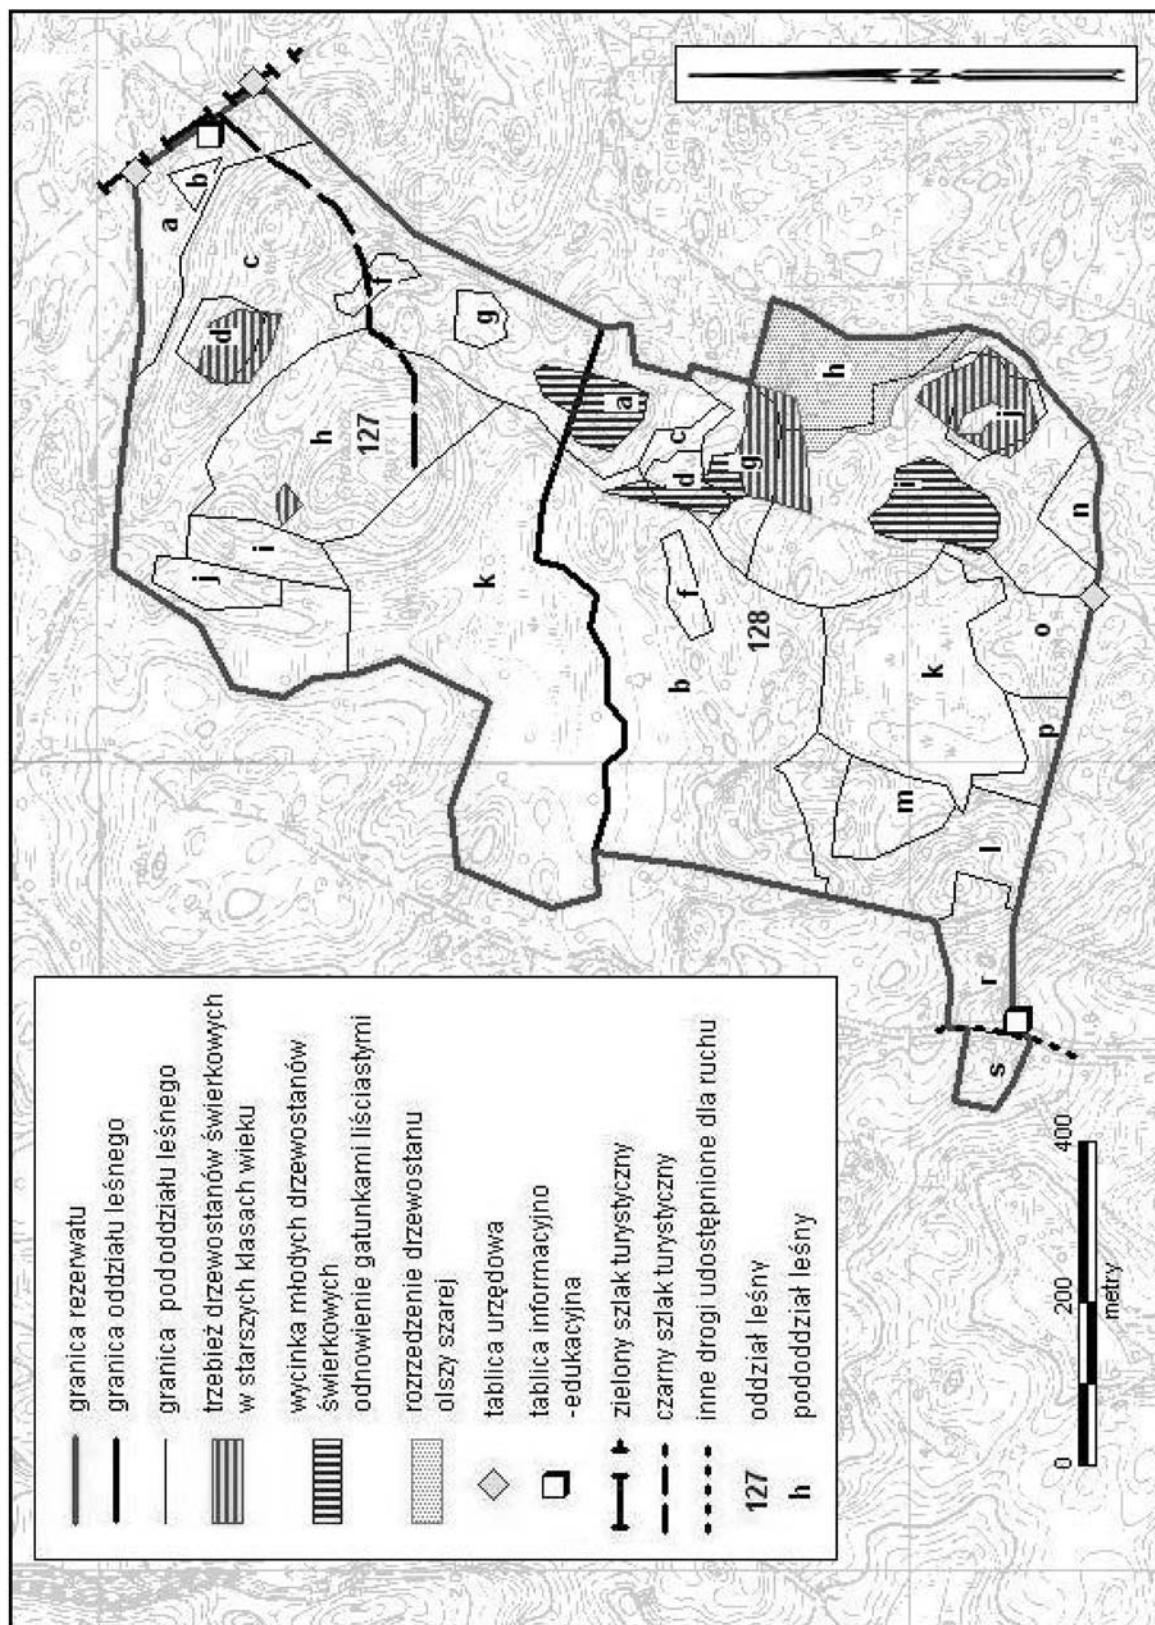 granica rezerwatu
granica oddziału leśnego
granica pododdziału leśnego
trzebież drzewostanów świerkowych
w starszych klasach wieku
wycinka młodych drzewostanów
świerkowych
odnowienie gatunkami liściastymi
rozrzedzenie drzewostanu
olszy szarej
tablica urzędowa
tablica informacyjno
-edukacyjna
zielony szlak turystyczny
czarny szlak turystyczny
inne drogi udostępnione dla ruchu
127 oddział leśny
h pododdział leśny
0 200 400
metry
N
a
b
c
d
f
g
h
127
i
j
k
a
c
d
g
h
i
j
f
128
b
k
m
n
o
p
l
r
s